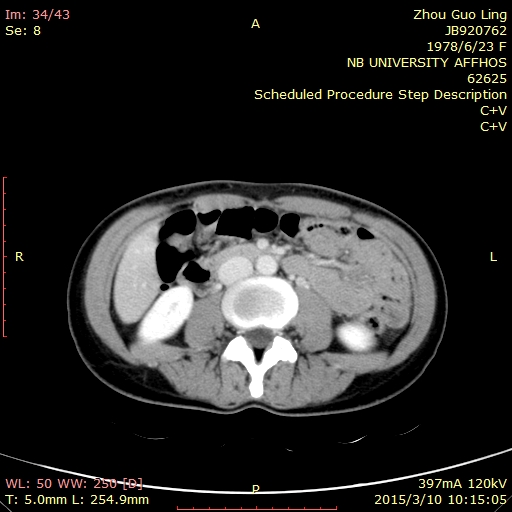 Im: 34/43
Se: 8
A
Zhou Guo Ling
JB920762
1978/6/23 F
NB UNIVERSITY AFFHOS
62625
Scheduled Procedure Step Description
C+V
C+V
R
L
WL: 50 WW: 250 [D]
T: 5.0mm L: 254.9mm
P
397mA 120kV
2015/3/10 10:15:05